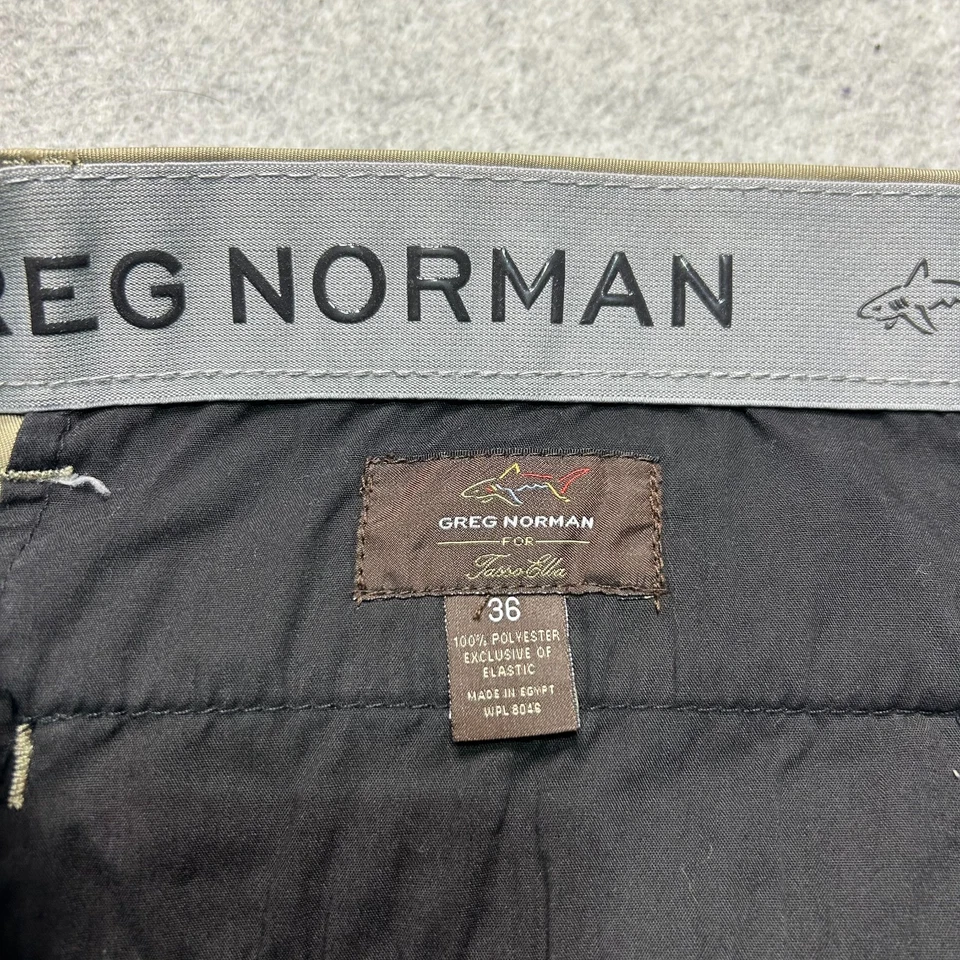 REG NORMAN
GREG NORMAN
FOR
Tasso Elba
36
100% POLYESTER
EXCLUSIVE OF
ELASTIC
MADE IN EGYPT
WPL 8046